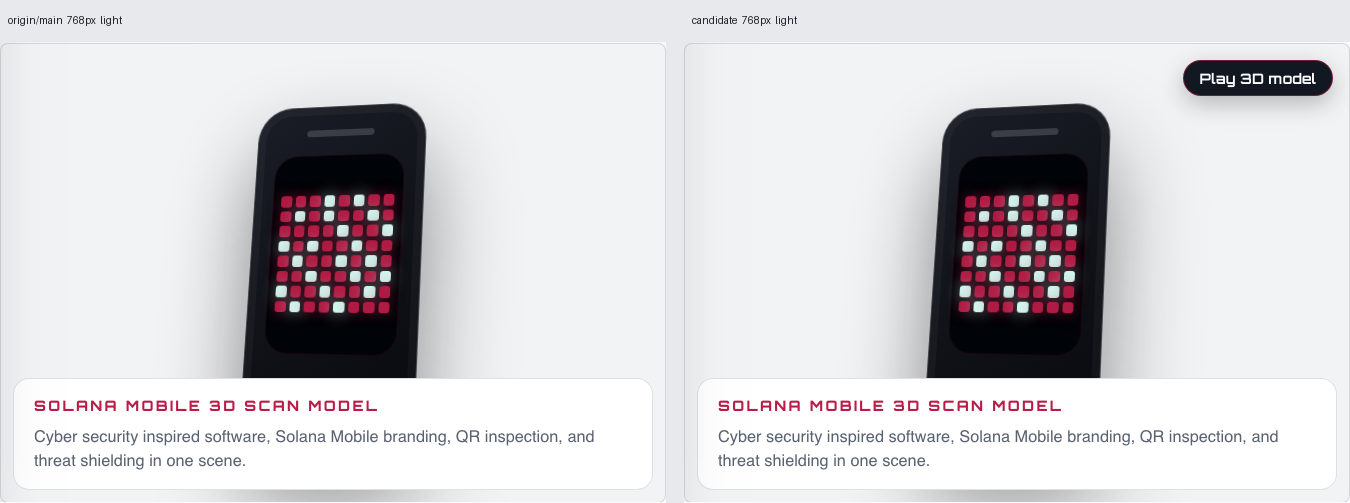 origin/main 768px light
candidate 768px light
Play 3D model
SOLANA MOBILE 3D SCAN MODEL
Cyber security inspired software, Solana Mobile branding, QR inspection, and
threat shielding in one scene.
SOLANA MOBILE 3D SCAN MODEL
Cyber security inspired software, Solana Mobile branding, QR inspection, and
threat shielding in one scene.